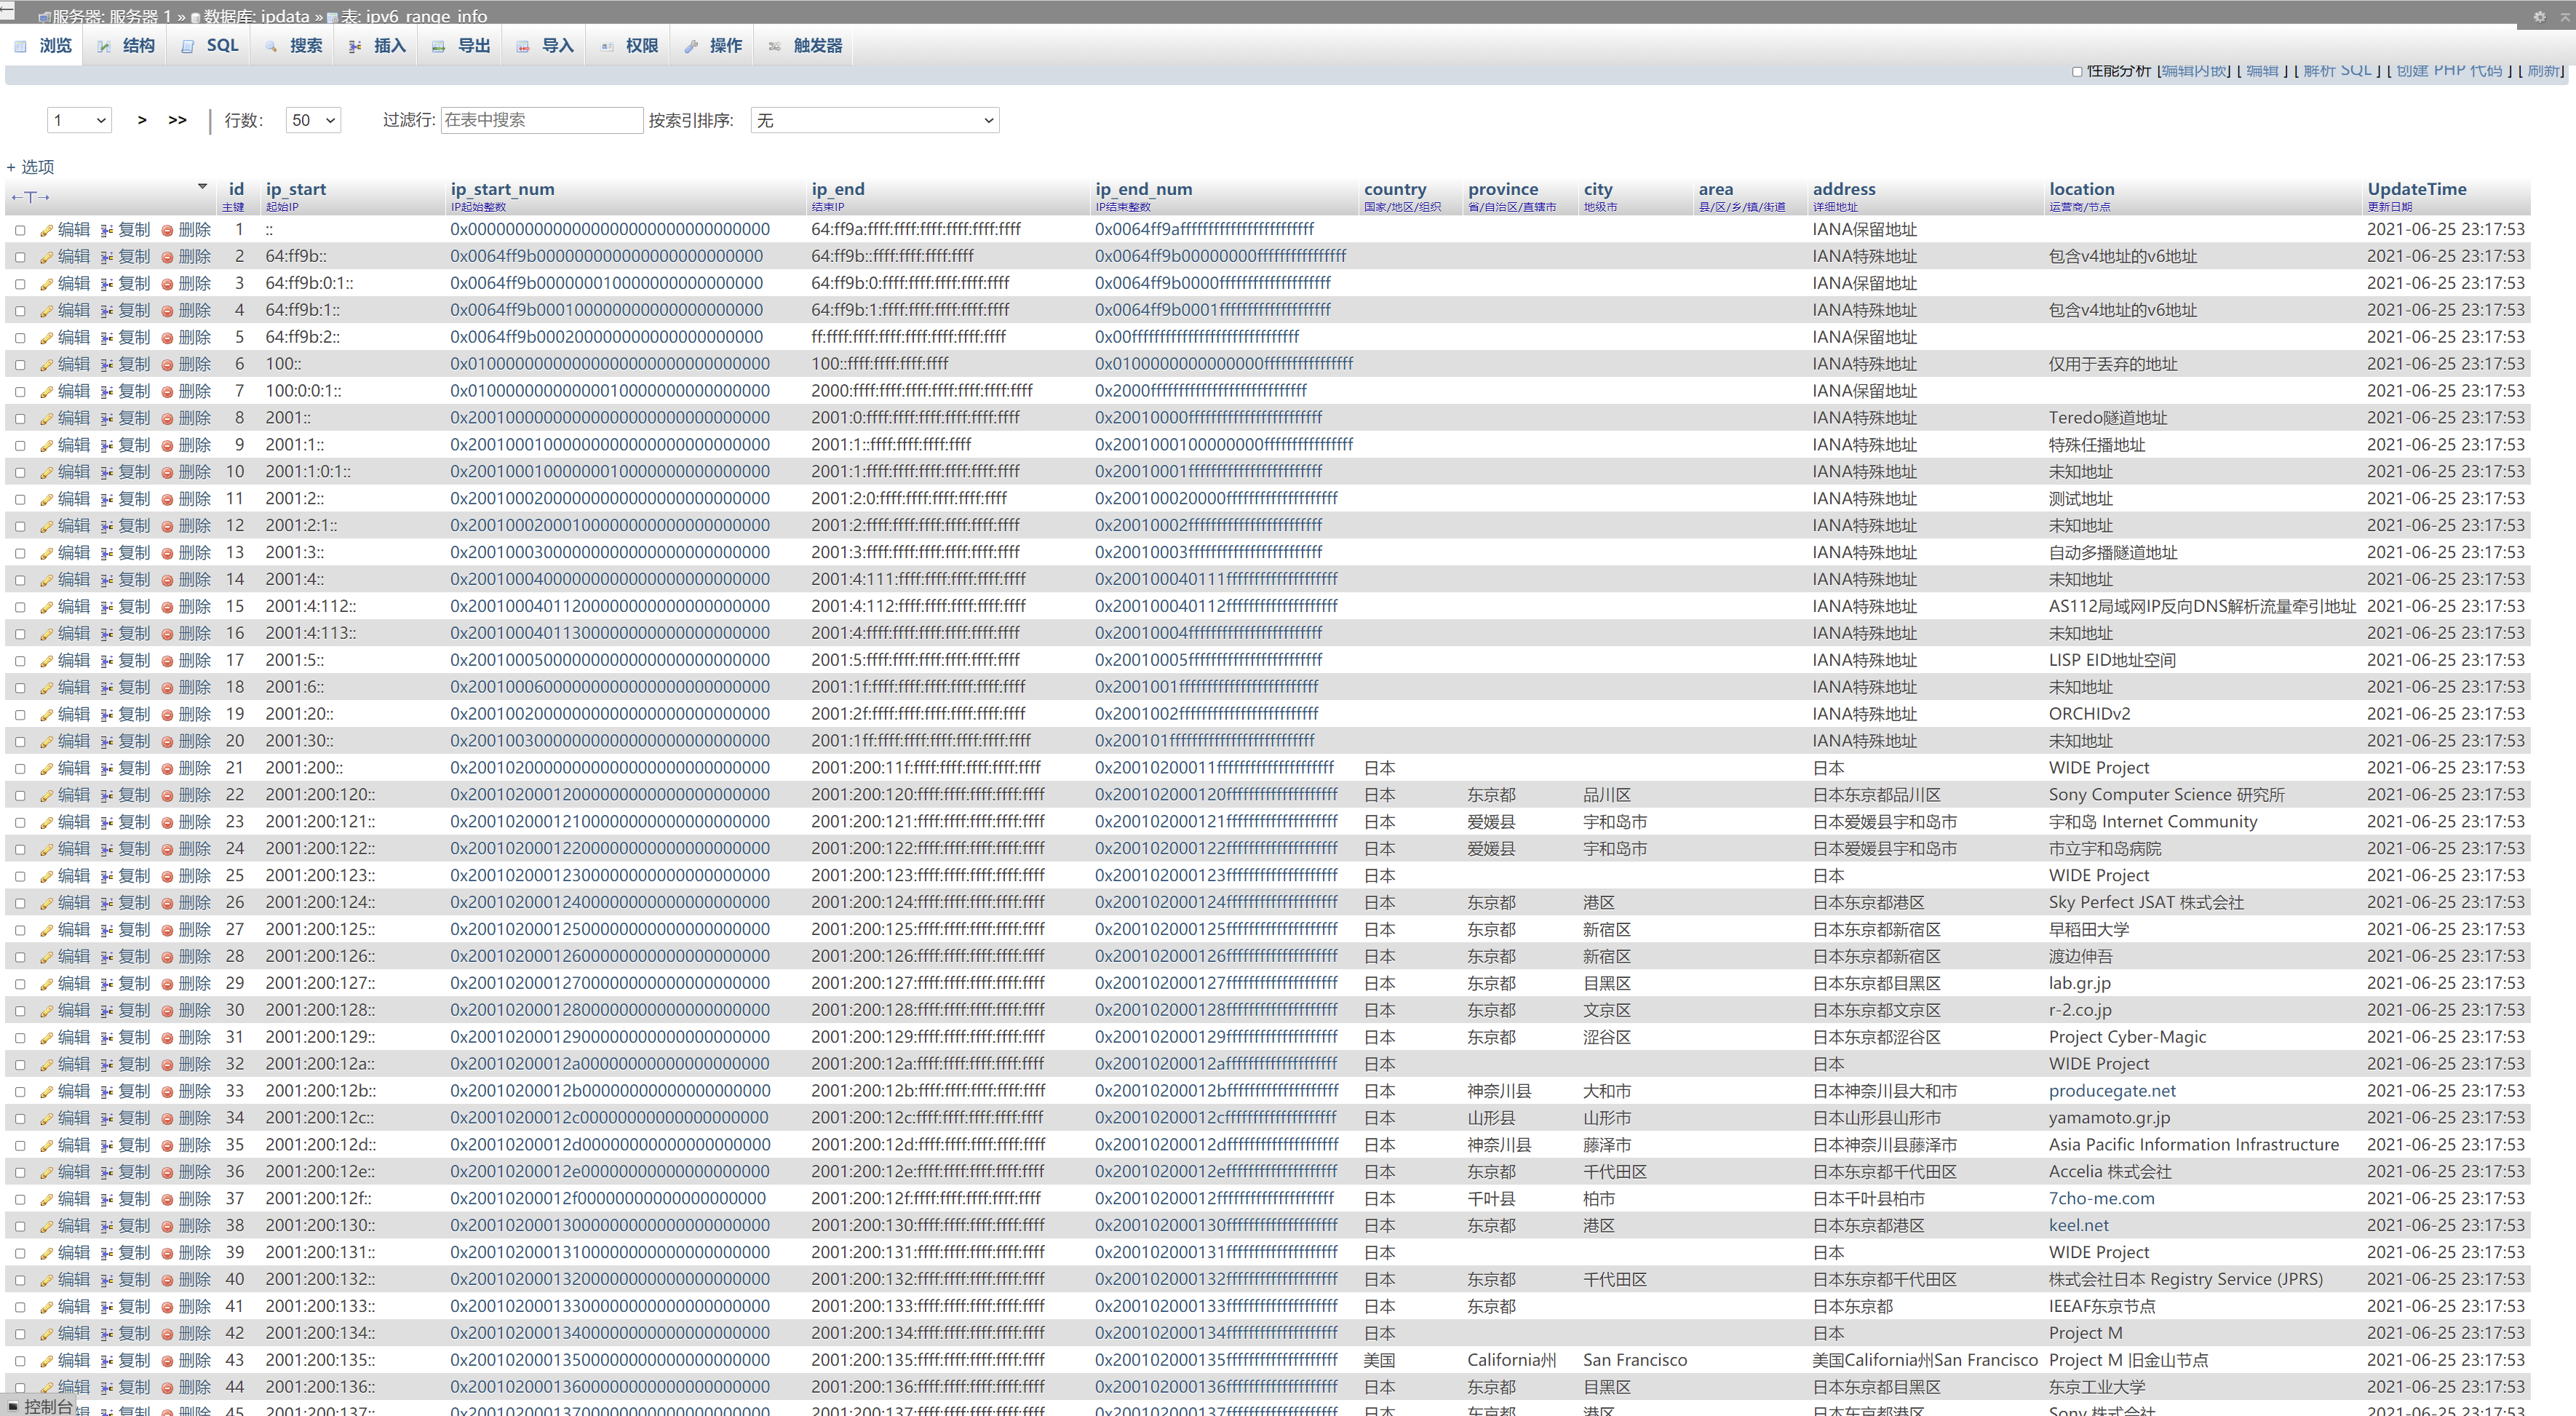 服务器: 服务器 1 » 数据库: ipdata » 表: ipv6_range_info
浏览 结构 SQL 搜索 插入 导出 导入 权限 操作 触发器
性能分析 [编辑内嵌] [ 编辑 ] [ 解析 SQL ] [ 创建 PHP 代码 ] [ 刷新]
1 > >> | 行数: 50 过滤行: 在表中搜索 按索引排序: 无
+ 选项
←T→ id ip_start ip_start_num ip_end ip_end_num country province city area address location UpdateTime
主键 起始IP IP起始整数 结束IP IP结束整数 国家/地区/组织 省/自治区/直辖市 地级市 县/区/乡/镇/街道 详细地址 运营商/节点 更新日期
编辑 复制 删除 1 :: 0x00000000000000000000000000000000 64:ff9a:ffff:ffff:ffff:ffff:ffff:ffff 0x0064ff9affffffffffffffffffffffff IANA保留地址 2021-06-25 23:17:53
编辑 复制 删除 2 64:ff9b:: 0x0064ff9b000000000000000000000000 64:ff9b::ffff:ffff:ffff:ffff 0x0064ff9b00000000ffffffffffffffff IANA特殊地址 包含v4地址的v6地址 2021-06-25 23:17:53
编辑 复制 删除 3 64:ff9b:0:1:: 0x0064ff9b000000010000000000000000 64:ff9b:0:ffff:ffff:ffff:ffff:ffff 0x0064ff9b0000ffffffffffffffffffff IANA保留地址 2021-06-25 23:17:53
编辑 复制 删除 4 64:ff9b:1:: 0x0064ff9b000100000000000000000000 64:ff9b:1:ffff:ffff:ffff:ffff:ffff 0x0064ff9b0001ffffffffffffffffffff IANA特殊地址 包含v4地址的v6地址 2021-06-25 23:17:53
编辑 复制 删除 5 64:ff9b:2:: 0x0064ff9b000200000000000000000000 ff:ffff:ffff:ffff:ffff:ffff:ffff:ffff 0x00ffffffffffffffffffffffffffffff IANA保留地址 2021-06-25 23:17:53
编辑 复制 删除 6 100:: 0x01000000000000000000000000000000 100::ffff:ffff:ffff:ffff 0x0100000000000000ffffffffffffffff IANA特殊地址 仅用于丢弃的地址 2021-06-25 23:17:53
编辑 复制 删除 7 100:0:0:1:: 0x01000000000000010000000000000000 2000:ffff:ffff:ffff:ffff:ffff:ffff:ffff 0x2000ffffffffffffffffffffffffffff IANA保留地址 2021-06-25 23:17:53
编辑 复制 删除 8 2001:: 0x20010000000000000000000000000000 2001:0:ffff:ffff:ffff:ffff:ffff:ffff 0x20010000ffffffffffffffffffffffff IANA特殊地址 Teredo隧道地址 2021-06-25 23:17:53
编辑 复制 删除 9 2001:1:: 0x20010001000000000000000000000000 2001:1::ffff:ffff:ffff:ffff 0x2001000100000000ffffffffffffffff IANA特殊地址 特殊任播地址 2021-06-25 23:17:53
编辑 复制 删除 10 2001:1:0:1:: 0x20010001000000010000000000000000 2001:1:ffff:ffff:ffff:ffff:ffff:ffff 0x20010001ffffffffffffffffffffffff IANA特殊地址 未知地址 2021-06-25 23:17:53
编辑 复制 删除 11 2001:2:: 0x20010002000000000000000000000000 2001:2:0:ffff:ffff:ffff:ffff:ffff 0x200100020000ffffffffffffffffffff IANA特殊地址 测试地址 2021-06-25 23:17:53
编辑 复制 删除 12 2001:2:1:: 0x20010002000100000000000000000000 2001:2:ffff:ffff:ffff:ffff:ffff:ffff 0x20010002ffffffffffffffffffffffff IANA特殊地址 未知地址 2021-06-25 23:17:53
编辑 复制 删除 13 2001:3:: 0x20010003000000000000000000000000 2001:3:ffff:ffff:ffff:ffff:ffff:ffff 0x20010003ffffffffffffffffffffffff IANA特殊地址 自动多播隧道地址 2021-06-25 23:17:53
编辑 复制 删除 14 2001:4:: 0x20010004000000000000000000000000 2001:4:111:ffff:ffff:ffff:ffff:ffff 0x200100040111ffffffffffffffffffff IANA特殊地址 未知地址 2021-06-25 23:17:53
编辑 复制 删除 15 2001:4:112:: 0x20010004011200000000000000000000 2001:4:112:ffff:ffff:ffff:ffff:ffff 0x200100040112ffffffffffffffffffff IANA特殊地址 AS112局域网IP反向DNS解析流量牵引地址 2021-06-25 23:17:53
编辑 复制 删除 16 2001:4:113:: 0x20010004011300000000000000000000 2001:4:ffff:ffff:ffff:ffff:ffff:ffff 0x20010004ffffffffffffffffffffffff IANA特殊地址 未知地址 2021-06-25 23:17:53
编辑 复制 删除 17 2001:5:: 0x20010005000000000000000000000000 2001:5:ffff:ffff:ffff:ffff:ffff:ffff 0x20010005ffffffffffffffffffffffff IANA特殊地址 LISP EID地址空间 2021-06-25 23:17:53
编辑 复制 删除 18 2001:6:: 0x20010006000000000000000000000000 2001:1f:ffff:ffff:ffff:ffff:ffff:ffff 0x2001001fffffffffffffffffffffffff IANA特殊地址 未知地址 2021-06-25 23:17:53
编辑 复制 删除 19 2001:20:: 0x20010020000000000000000000000000 2001:2f:ffff:ffff:ffff:ffff:ffff:ffff 0x2001002fffffffffffffffffffffffff IANA特殊地址 ORCHIDv2 2021-06-25 23:17:53
编辑 复制 删除 20 2001:30:: 0x20010030000000000000000000000000 2001:1ff:ffff:ffff:ffff:ffff:ffff:ffff 0x200101ffffffffffffffffffffffffff IANA特殊地址 未知地址 2021-06-25 23:17:53
编辑 复制 删除 21 2001:200:: 0x20010200000000000000000000000000 2001:200:11f:ffff:ffff:ffff:ffff:ffff 0x20010200011fffffffffffffffffffff 日本 日本 WIDE Project 2021-06-25 23:17:53
编辑 复制 删除 22 2001:200:120:: 0x20010200012000000000000000000000 2001:200:120:ffff:ffff:ffff:ffff:ffff 0x200102000120ffffffffffffffffffff 日本 东京都 品川区 日本东京都品川区 Sony Computer Science 研究所 2021-06-25 23:17:53
编辑 复制 删除 23 2001:200:121:: 0x20010200012100000000000000000000 2001:200:121:ffff:ffff:ffff:ffff:ffff 0x200102000121ffffffffffffffffffff 日本 爱媛县 宇和岛市 日本爱媛县宇和岛市 宇和岛 Internet Community 2021-06-25 23:17:53
编辑 复制 删除 24 2001:200:122:: 0x20010200012200000000000000000000 2001:200:122:ffff:ffff:ffff:ffff:ffff 0x200102000122ffffffffffffffffffff 日本 爱媛县 宇和岛市 日本爱媛县宇和岛市 市立宇和岛病院 2021-06-25 23:17:53
编辑 复制 删除 25 2001:200:123:: 0x20010200012300000000000000000000 2001:200:123:ffff:ffff:ffff:ffff:ffff 0x200102000123ffffffffffffffffffff 日本 日本 WIDE Project 2021-06-25 23:17:53
编辑 复制 删除 26 2001:200:124:: 0x20010200012400000000000000000000 2001:200:124:ffff:ffff:ffff:ffff:ffff 0x200102000124ffffffffffffffffffff 日本 东京都 港区 日本东京都港区 Sky Perfect JSAT 株式会社 2021-06-25 23:17:53
编辑 复制 删除 27 2001:200:125:: 0x20010200012500000000000000000000 2001:200:125:ffff:ffff:ffff:ffff:ffff 0x200102000125ffffffffffffffffffff 日本 东京都 新宿区 日本东京都新宿区 早稻田大学 2021-06-25 23:17:53
编辑 复制 删除 28 2001:200:126:: 0x20010200012600000000000000000000 2001:200:126:ffff:ffff:ffff:ffff:ffff 0x200102000126ffffffffffffffffffff 日本 东京都 新宿区 日本东京都新宿区 渡边伸吾 2021-06-25 23:17:53
编辑 复制 删除 29 2001:200:127:: 0x20010200012700000000000000000000 2001:200:127:ffff:ffff:ffff:ffff:ffff 0x200102000127ffffffffffffffffffff 日本 东京都 目黑区 日本东京都目黑区 lab.gr.jp 2021-06-25 23:17:53
编辑 复制 删除 30 2001:200:128:: 0x20010200012800000000000000000000 2001:200:128:ffff:ffff:ffff:ffff:ffff 0x200102000128ffffffffffffffffffff 日本 东京都 文京区 日本东京都文京区 r-2.co.jp 2021-06-25 23:17:53
编辑 复制 删除 31 2001:200:129:: 0x20010200012900000000000000000000 2001:200:129:ffff:ffff:ffff:ffff:ffff 0x200102000129ffffffffffffffffffff 日本 东京都 涩谷区 日本东京都涩谷区 Project Cyber-Magic 2021-06-25 23:17:53
编辑 复制 删除 32 2001:200:12a:: 0x20010200012a00000000000000000000 2001:200:12a:ffff:ffff:ffff:ffff:ffff 0x20010200012affffffffffffffffffff 日本 日本 WIDE Project 2021-06-25 23:17:53
编辑 复制 删除 33 2001:200:12b:: 0x20010200012b00000000000000000000 2001:200:12b:ffff:ffff:ffff:ffff:ffff 0x20010200012bffffffffffffffffffff 日本 神奈川县 大和市 日本神奈川县大和市 producegate.net 2021-06-25 23:17:53
编辑 复制 删除 34 2001:200:12c:: 0x20010200012c00000000000000000000 2001:200:12c:ffff:ffff:ffff:ffff:ffff 0x20010200012cffffffffffffffffffff 日本 山形县 山形市 日本山形县山形市 yamamoto.gr.jp 2021-06-25 23:17:53
编辑 复制 删除 35 2001:200:12d:: 0x20010200012d00000000000000000000 2001:200:12d:ffff:ffff:ffff:ffff:ffff 0x20010200012dffffffffffffffffffff 日本 神奈川县 藤泽市 日本神奈川县藤泽市 Asia Pacific Information Infrastructure 2021-06-25 23:17:53
编辑 复制 删除 36 2001:200:12e:: 0x20010200012e00000000000000000000 2001:200:12e:ffff:ffff:ffff:ffff:ffff 0x20010200012effffffffffffffffffff 日本 东京都 千代田区 日本东京都千代田区 Accelia 株式会社 2021-06-25 23:17:53
编辑 复制 删除 37 2001:200:12f:: 0x20010200012f00000000000000000000 2001:200:12f:ffff:ffff:ffff:ffff:ffff 0x20010200012fffffffffffffffffffff 日本 千叶县 柏市 日本千叶县柏市 7cho-me.com 2021-06-25 23:17:53
编辑 复制 删除 38 2001:200:130:: 0x20010200013000000000000000000000 2001:200:130:ffff:ffff:ffff:ffff:ffff 0x200102000130ffffffffffffffffffff 日本 东京都 港区 日本东京都港区 keel.net 2021-06-25 23:17:53
编辑 复制 删除 39 2001:200:131:: 0x20010200013100000000000000000000 2001:200:131:ffff:ffff:ffff:ffff:ffff 0x200102000131ffffffffffffffffffff 日本 日本 WIDE Project 2021-06-25 23:17:53
编辑 复制 删除 40 2001:200:132:: 0x20010200013200000000000000000000 2001:200:132:ffff:ffff:ffff:ffff:ffff 0x200102000132ffffffffffffffffffff 日本 东京都 千代田区 日本东京都千代田区 株式会社日本 Registry Service (JPRS) 2021-06-25 23:17:53
编辑 复制 删除 41 2001:200:133:: 0x20010200013300000000000000000000 2001:200:133:ffff:ffff:ffff:ffff:ffff 0x200102000133ffffffffffffffffffff 日本 东京都 日本东京都 IEEAF东京节点 2021-06-25 23:17:53
编辑 复制 删除 42 2001:200:134:: 0x20010200013400000000000000000000 2001:200:134:ffff:ffff:ffff:ffff:ffff 0x200102000134ffffffffffffffffffff 日本 日本 Project M 2021-06-25 23:17:53
编辑 复制 删除 43 2001:200:135:: 0x20010200013500000000000000000000 2001:200:135:ffff:ffff:ffff:ffff:ffff 0x200102000135ffffffffffffffffffff 美国 California州 San Francisco 美国California州San Francisco Project M 旧金山节点 2021-06-25 23:17:53
编辑 复制 删除 44 2001:200:136:: 0x20010200013600000000000000000000 2001:200:136:ffff:ffff:ffff:ffff:ffff 0x200102000136ffffffffffffffffffff 日本 东京都 目黑区 日本东京都目黑区 东京工业大学 2021-06-25 23:17:53
编辑 复制 删除 45 2001:200:137:: 0x20010200013700000000000000000000 2001:200:137:ffff:ffff:ffff:ffff:ffff 0x200102000137ffffffffffffffffffff 日本 东京都 港区 日本东京都港区 Sony 株式会社 2021-06-25 23:17:53
控制台